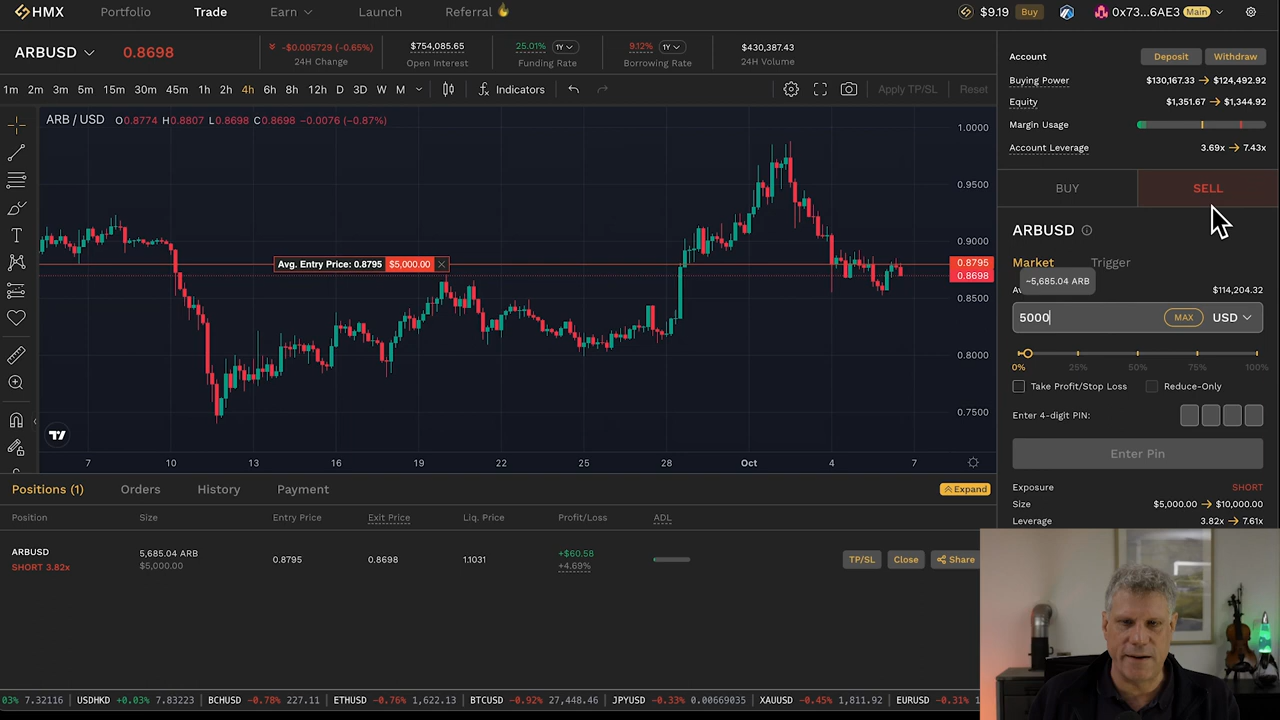 HMX Portfolio Trade Earn Launch Referral $9.19 Buy 0x73...6AE3 Main
ARBUSD 0.8698 -$0.005729 (-0.65%) $754,085.65 25.01% 1Y 9.12% 1Y $430,387.43
24H Change Open Interest Funding Rate Borrowing Rate 24H Volume
1m 2m 3m 5m 15m 30m 45m 1h 2h 4h 6h 8h 12h D 3D W M Indicators Apply TP/SL Reset
ARB / USD O0.8774 H0.8807 L0.8698 C0.8698 -0.0076 (-0.87%)
1.0000
0.9500
0.9000
Avg. Entry Price: 0.8795 $5,000.00
0.8795
0.8698
0.8500
0.8000
0.7500
7 10 13 16 19 22 25 28 Oct 4 7
Account Deposit Withdraw
Buying Power $130,167.33 → $124,492.92
Equity $1,351.67 → $1,344.92
Margin Usage
Account Leverage 3.69x → 7.43x
BUY SELL
ARBUSD
Market Trigger
~5,685.04 ARB
$114,204.32
5000 MAX USD
0% 25% 50% 75% 100%
Take Profit/Stop Loss Reduce-Only
Enter 4-digit PIN:
Enter Pin
Exposure SHORT
Size $5,000.00 → $10,000.00
Leverage 3.82x → 7.61x
Positions (1) Orders History Payment Expand
Position Size Entry Price Exit Price Liq. Price Profit/Loss ADL
ARBUSD 5,685.04 ARB 0.8795 0.8698 1.1031 +$60.58 TP/SL Close Share
SHORT 3.82x $5,000.00 +4.69%
03% 7.32116 USDHKD +0.03% 7.83223 BCHUSD -0.78% 227.11 ETHUSD -0.76% 1,622.13 BTCUSD -0.92% 27,448.46 JPYUSD -0.33% 0.00669035 XAUUSD -0.45% 1,811.92 EURUSD -0.31%